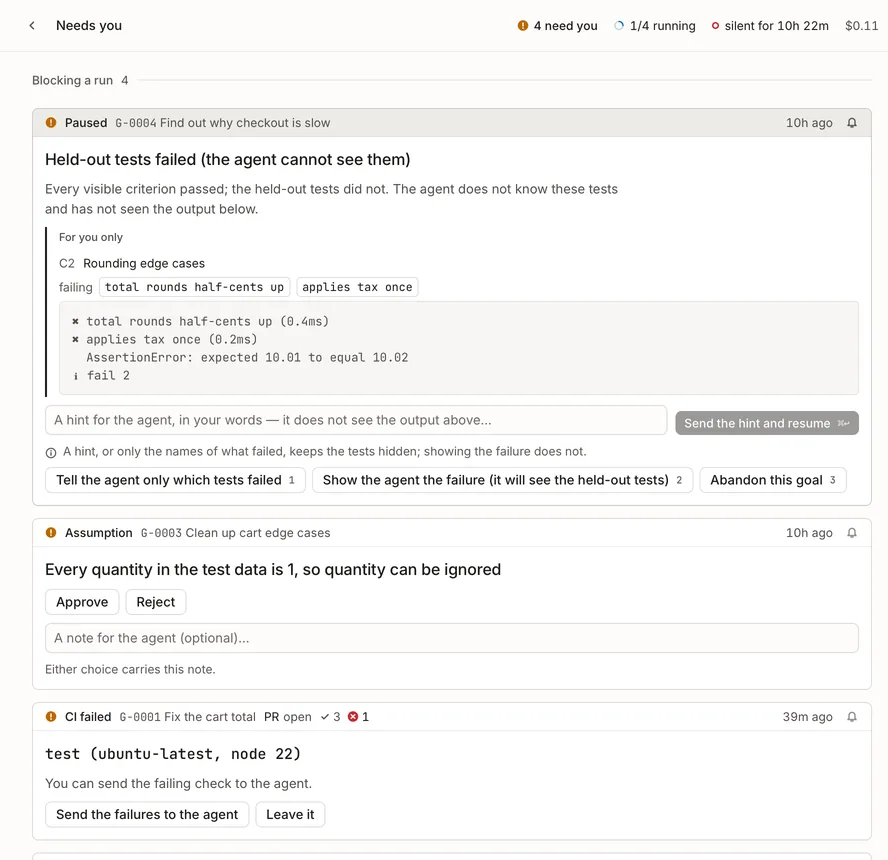 Needs you
4 need you 1/4 running silent for 10h 22m $0.11
Blocking a run 4
Paused G-0004 Find out why checkout is slow 10h ago
Held-out tests failed (the agent cannot see them)
Every visible criterion passed; the held-out tests did not. The agent does not know these tests
and has not seen the output below.
For you only
C2 Rounding edge cases
failing total rounds half-cents up applies tax once
✖ total rounds half-cents up (0.4ms)
✖ applies tax once (0.2ms)
AssertionError: expected 10.01 to equal 10.02
ℹ fail 2
A hint for the agent, in your words — it does not see the output above... Send the hint and resume ⌘↵
A hint, or only the names of what failed, keeps the tests hidden; showing the failure does not.
Tell the agent only which tests failed 1 Show the agent the failure (it will see the held-out tests) 2 Abandon this goal 3
Assumption G-0003 Clean up cart edge cases 10h ago
Every quantity in the test data is 1, so quantity can be ignored
Approve Reject
A note for the agent (optional)...
Either choice carries this note.
CI failed G-0001 Fix the cart total PR open ✓ 3 1 39m ago
test (ubuntu-latest, node 22)
You can send the failing check to the agent.
Send the failures to the agent Leave it